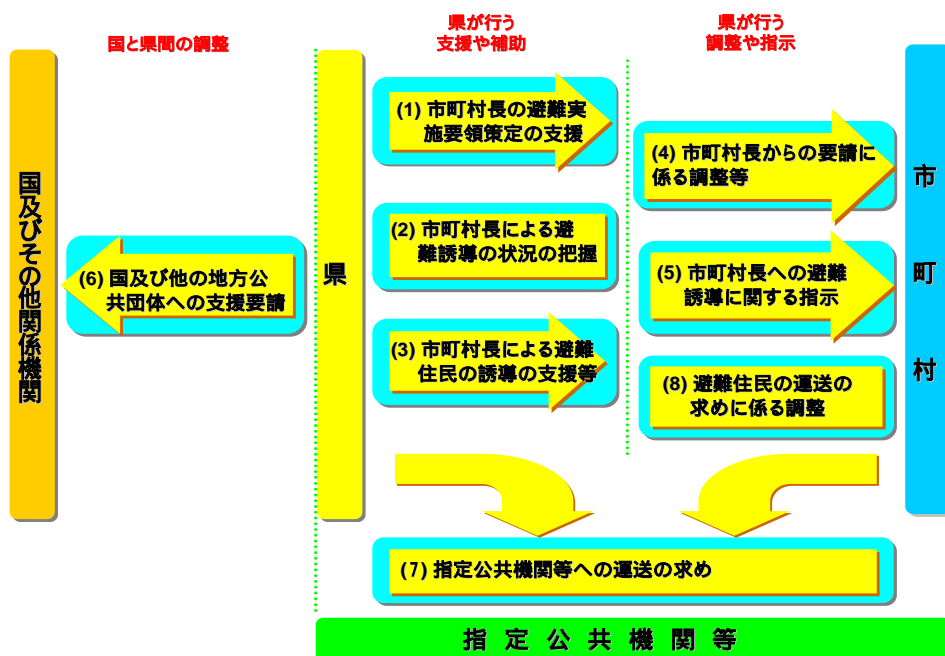 国と県間の調整
県が行う
支援や補助
県が行う
調整や指示
国及びその他関係機関
(6) 国及び他の地方公
共団体への支援要請
県
(1) 市町村長の避難実
施要領策定の支援
(2) 市町村長による避
難誘導の状況の把握
(3) 市町村長による避難
住民の誘導の支援等
(4) 市町村長からの要請に
係る調整等
(5) 市町村長への避難
誘導に関する指示
(8) 避難住民の運送の
求めに係る調整
市町村
(7) 指定公共機関等への運送の求め
指定公共機関等